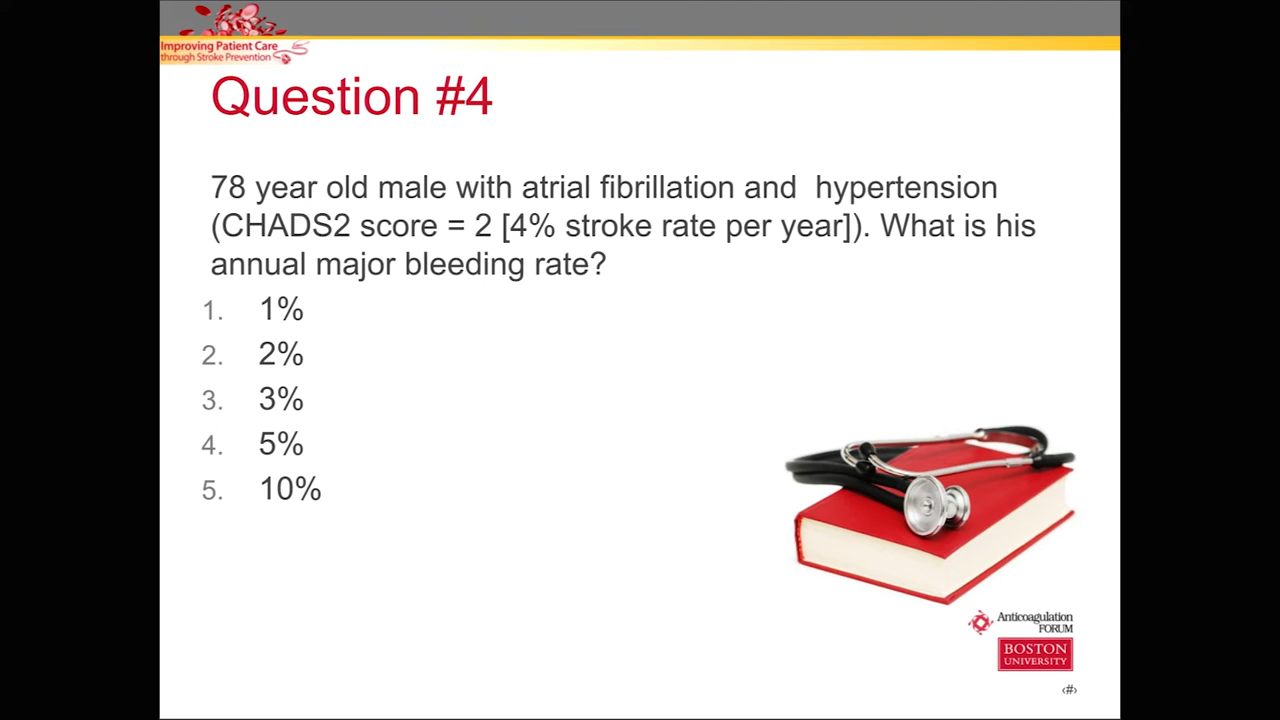 Improving Patient Care
through Stroke Prevention
Question #4
78 year old male with atrial fibrillation and  hypertension
(CHADS2 score = 2 [4% stroke rate per year]). What is his
annual major bleeding rate?
1. 1%
2. 2%
3. 3%
4. 5%
5. 10%
Anticoagulation
FORUM
BOSTON
UNIVERSITY
‹#›